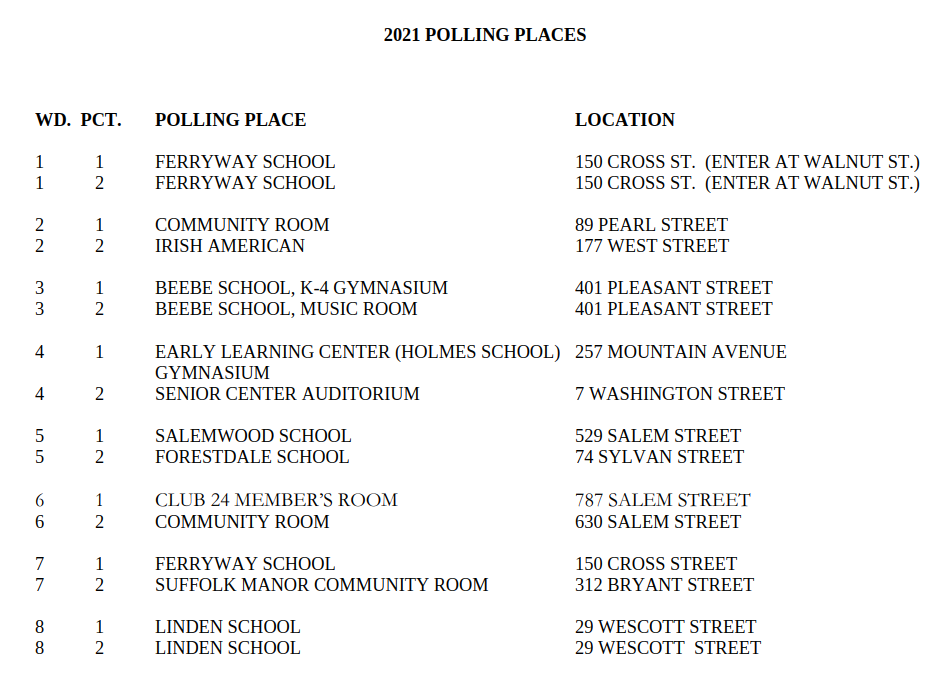 2021 POLLING PLACES
WD. PCT. POLLING PLACE LOCATION
1 1 FERRYWAY SCHOOL 150 CROSS ST. (ENTER AT WALNUT ST.)
1 2 FERRYWAY SCHOOL 150 CROSS ST. (ENTER AT WALNUT ST.)
2 1 COMMUNITY ROOM 89 PEARL STREET
2 2 IRISH AMERICAN 177 WEST STREET
3 1 BEEBE SCHOOL, K-4 GYMNASIUM 401 PLEASANT STREET
3 2 BEEBE SCHOOL, MUSIC ROOM 401 PLEASANT STREET
4 1 EARLY LEARNING CENTER (HOLMES SCHOOL) 257 MOUNTAIN AVENUE
GYMNASIUM
4 2 SENIOR CENTER AUDITORIUM 7 WASHINGTON STREET
5 1 SALEMWOOD SCHOOL 529 SALEM STREET
5 2 FORESTDALE SCHOOL 74 SYLVAN STREET
6 1 CLUB 24 MEMBER’S ROOM 787 SALEM STREET
6 2 COMMUNITY ROOM 630 SALEM STREET
7 1 FERRYWAY SCHOOL 150 CROSS STREET
7 2 SUFFOLK MANOR COMMUNITY ROOM 312 BRYANT STREET
8 1 LINDEN SCHOOL 29 WESCOTT STREET
8 2 LINDEN SCHOOL 29 WESCOTT STREET